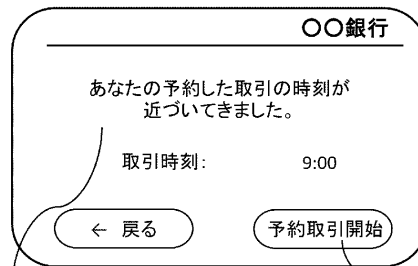 〇〇銀行
あなたの予約した取引の時刻が
近づいてきました。
取引時刻： 9:00
← 戻る 予約取引開始